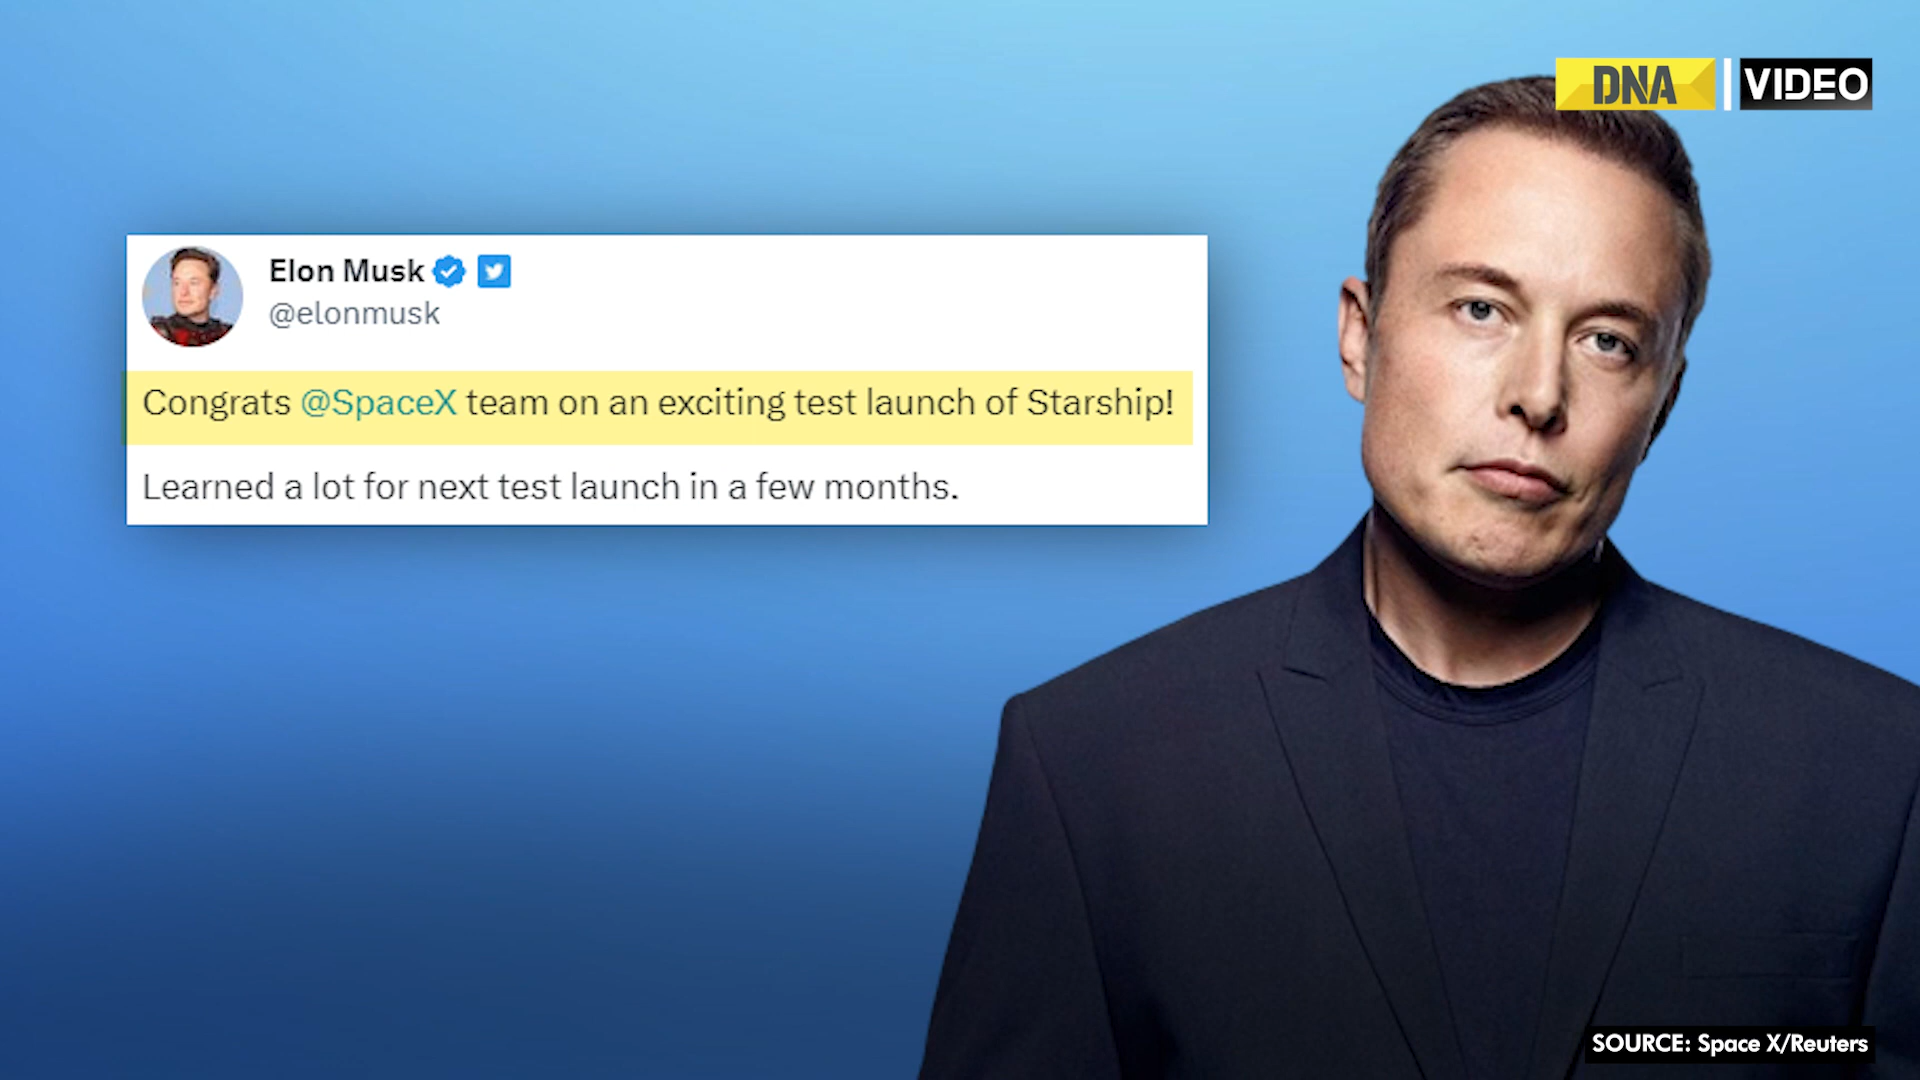 DNA VIDEO
Elon Musk
@elonmusk
Congrats @SpaceX team on an exciting test launch of Starship!
Learned a lot for next test launch in a few months.
SOURCE: Space X/Reuters